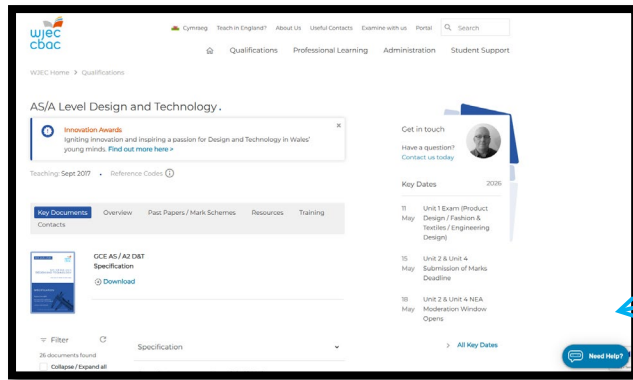 wjec
cbac
Cymraeg Teach in England? About Us Useful Contacts Examine with us Portal Search
Qualifications Professional Learning Administration Student Support
WJEC Home > Qualifications
AS/A Level Design and Technology.
Innovation Awards
Igniting innovation and inspiring a passion for Design and Technology in Wales'
young minds. Find out more here >
Teaching: Sept 2017 • Reference Codes
Key Documents Overview Past Papers / Mark Schemes Resources Training
Contacts
GCE AS / A2 D&T
Specification
Download
Filter
26 documents found
Collapse / Expand all
Specification
Get in touch
Have a question?
Contact us today
Key Dates 2026
11 May Unit 1 Exam (Product
Design / Fashion &
Textiles / Engineering
Design)
15 May Unit 2 & Unit 4
Submission of Marks
Deadline
18 May Unit 2 & Unit 4 NEA
Moderation Window
Opens
> All Key Dates
Need Help?